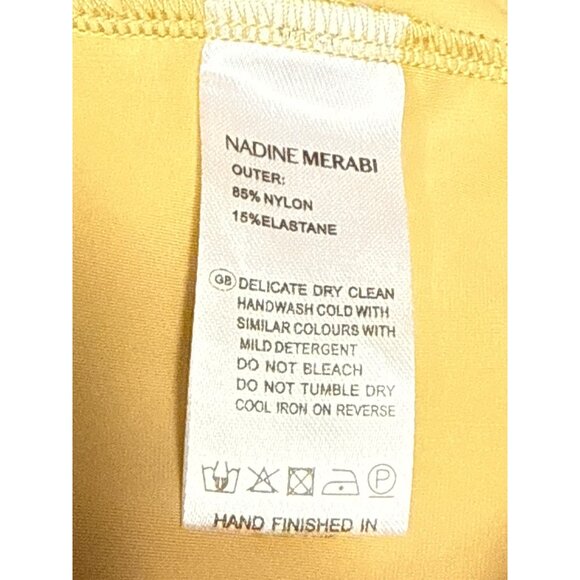 NADINE MERABI
OUTER:
85% NYLON
15%ELASTANE
GB DELICATE DRY CLEAN
HANDWASH COLD WITH
SIMILAR COLOURS WITH
MILD DETERGENT
DO NOT BLEACH
DO NOT TUMBLE DRY
COOL IRON ON REVERSE
P
HAND FINISHED IN